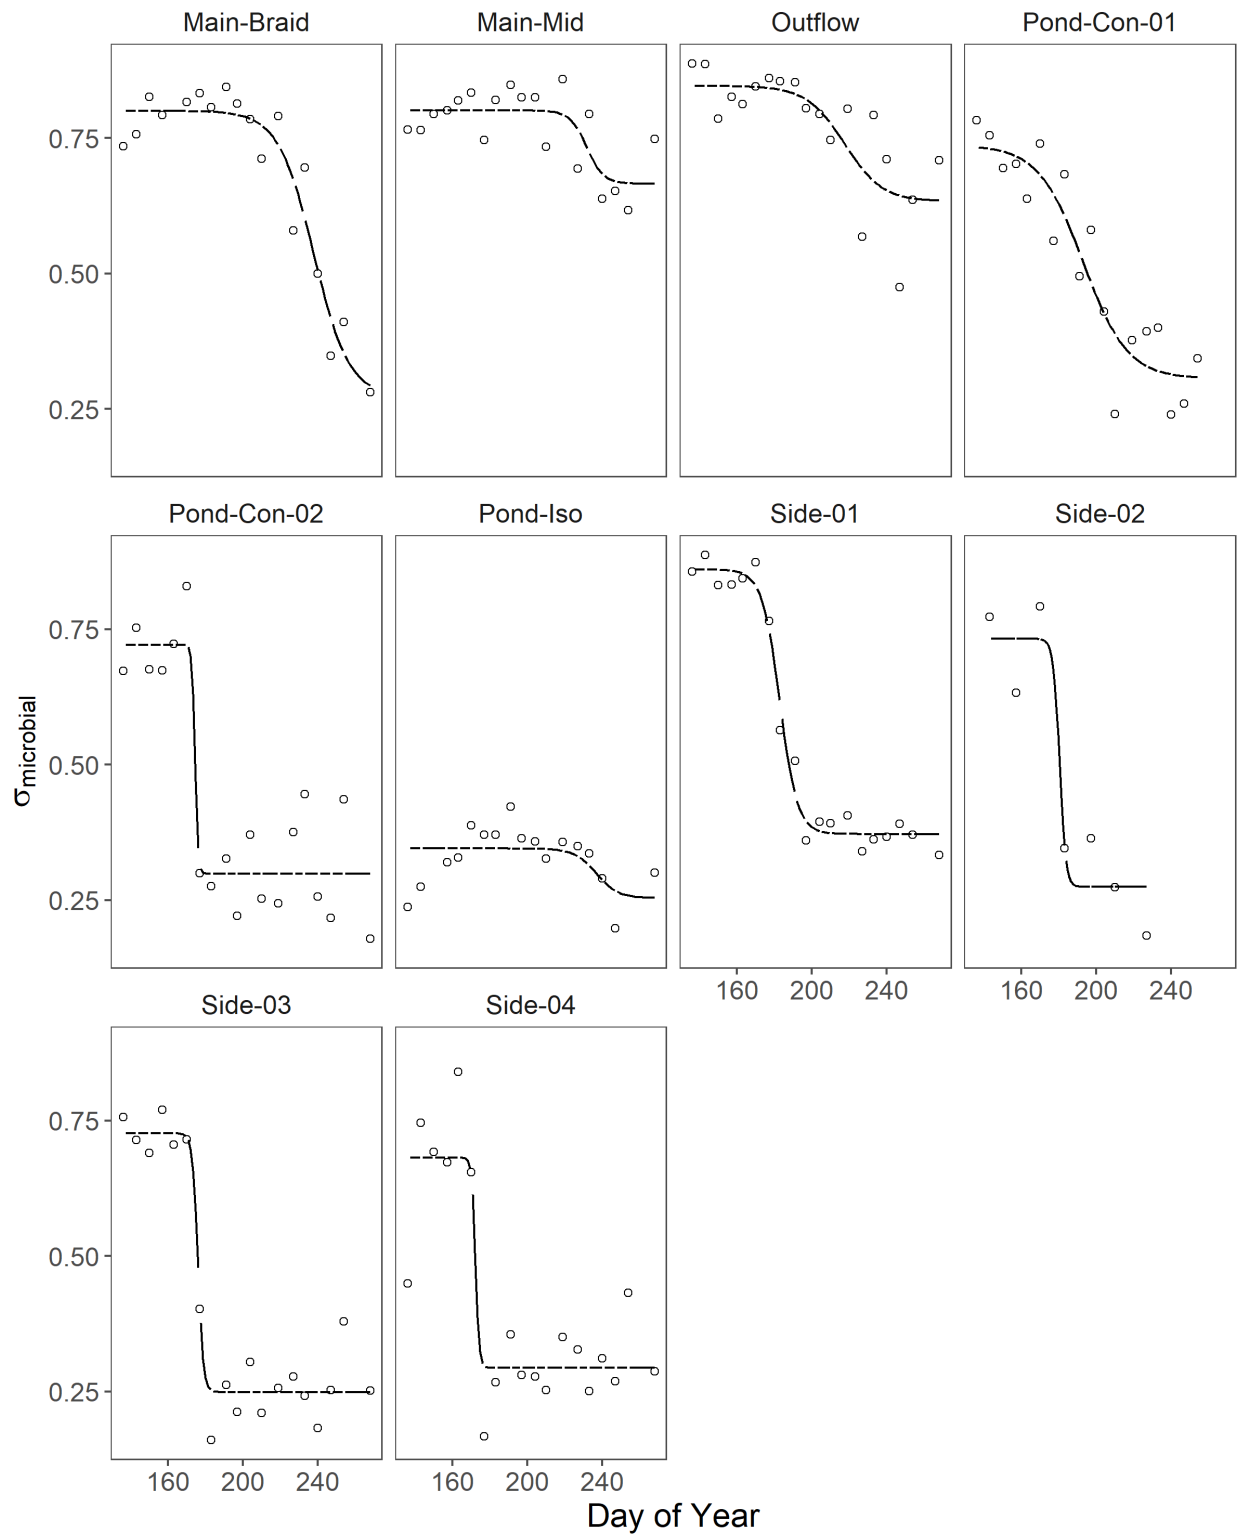 Main-Braid
Main-Mid
Outflow
Pond-Con-01
0.75
0.50
0.25
Pond-Con-02
Pond-Iso
Side-01
Side-02
0.75
0.50
0.25
160 200 240
160 200 240
Side-03
Side-04
0.75
0.50
0.25
160 200 240
160 200 240
σmicrobial
Day of Year